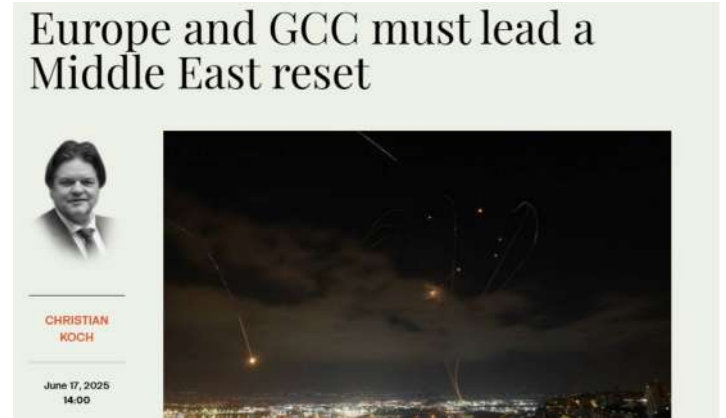 Europe and GCC must lead a
Middle East reset
CHRISTIAN
KOCH
June 17, 2025
14:00